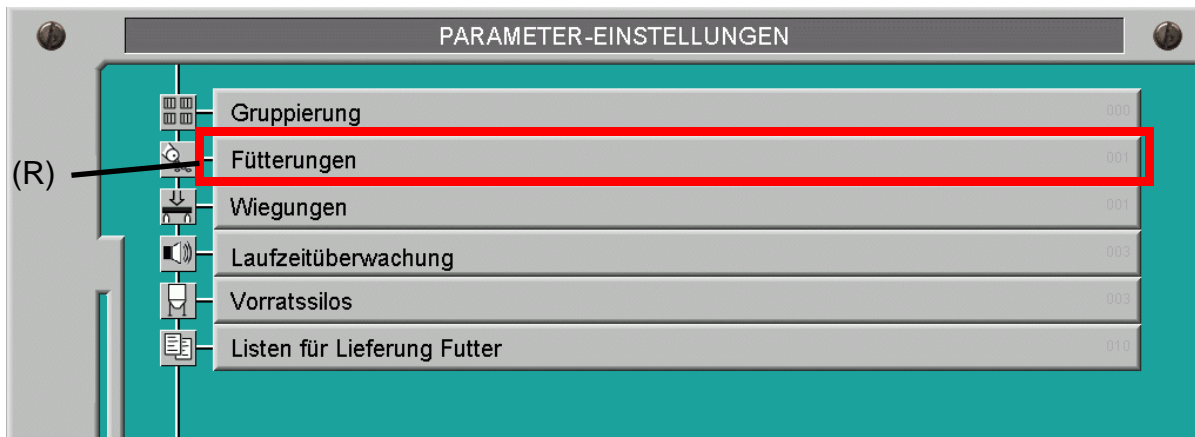 PARAMETER-EINSTELLUNGEN
Gruppierung 000
(R) Fütterungen 001
Wiegungen 001
Laufzeitüberwachung 003
Vorratssilos 003
Listen für Lieferung Futter 010